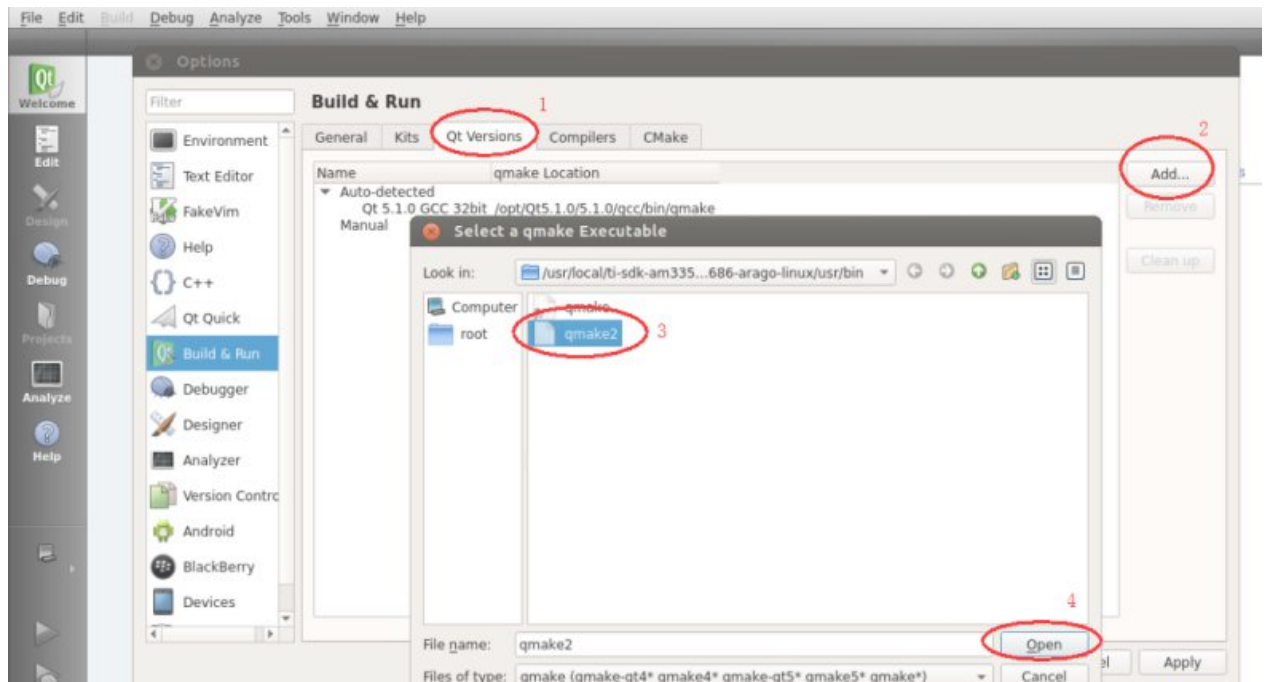 File Edit Build Debug Analyze Tools Window Help
Options
Welcome
Edit
Design
Debug
Projects
Analyze
Help
Filter
Environment
Text Editor
FakeVim
Help
C++
Qt Quick
Build & Run
Debugger
Designer
Analyzer
Version Contro
Android
BlackBerry
Devices
Build & Run
1
General Kits Qt Versions Compilers CMake
2
Name qmake Location
Add...
Auto-detected
Remove
Qt 5.1.0 GCC 32bit /opt/Qt5.1.0/5.1.0/gcc/bin/qmake
Manual
Clean up
Select a qmake Executable
Look in: /usr/local/ti-sdk-am335...686-arago-linux/usr/bin
Computer
root
qmake
qmake2
3
4
File name: qmake2 Open
Files of type: qmake (qmake-qt4* qmake4* qmake-qt5* qmake5* qmake*) Cancel
Apply